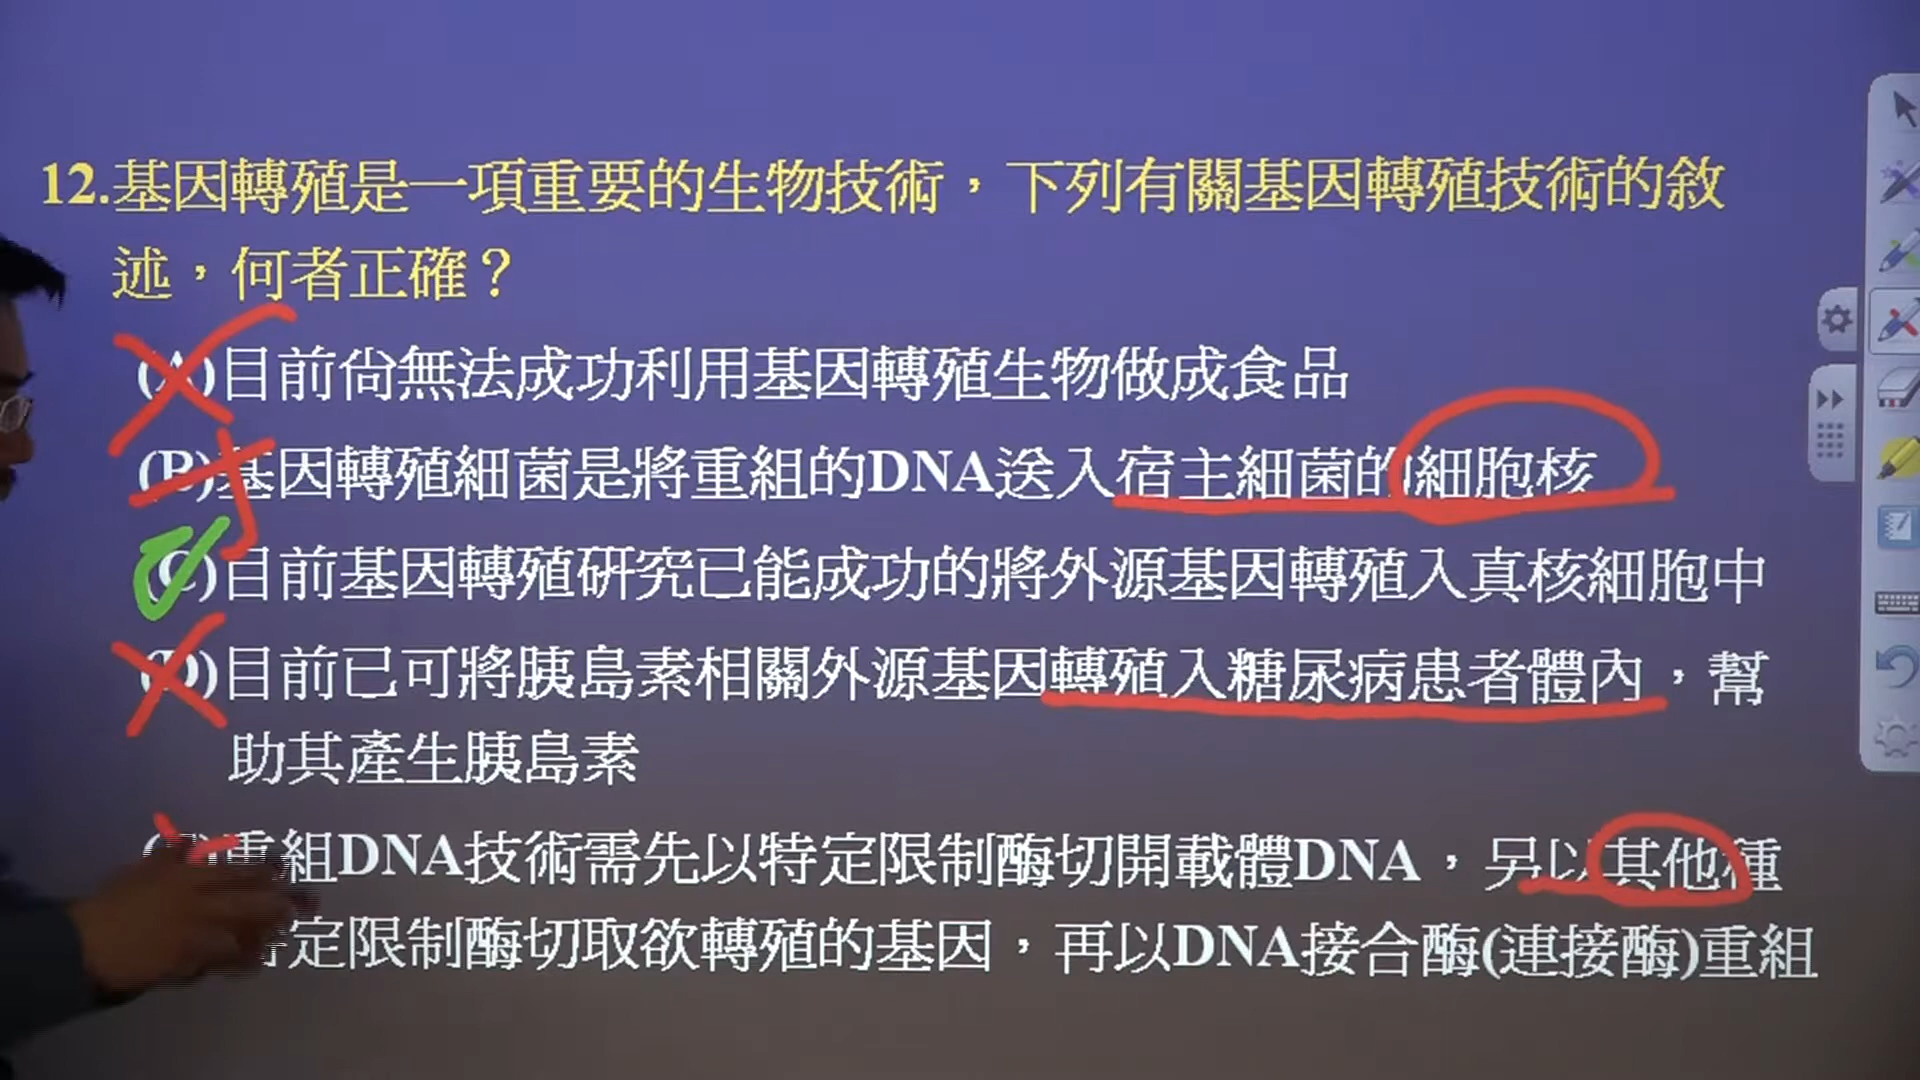 12.基因轉殖是一項重要的生物技術，下列有關基因轉殖技術的敘
述，何者正確？
(A)目前尚無法成功利用基因轉殖生物做成食品
(B)基因轉殖細菌是將重組的DNA送入宿主細菌的細胞核
(C)目前基因轉殖研究已能成功的將外源基因轉殖入真核細胞中
(D)目前已可將胰島素相關外源基因轉殖入糖尿病患者體內，幫
助其產生胰島素
重組DNA技術需先以特定限制酶切開載體DNA，另以其他種
定限制酶切取欲轉殖的基因，再以DNA接合酶(連接酶)重組